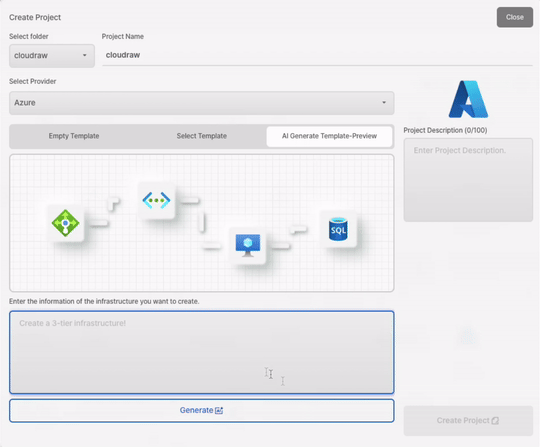 Create Project
Close
Select folder
Project Name
cloudraw
cloudraw
Select Provider
Azure
Empty Template
Select Template
AI Generate Template-Preview
Project Description (0/100)
Enter Project Description.
SQL
Enter the information of the infrastructure you want to create.
Create a 3-tier infrastructure!
Generate
Create Project